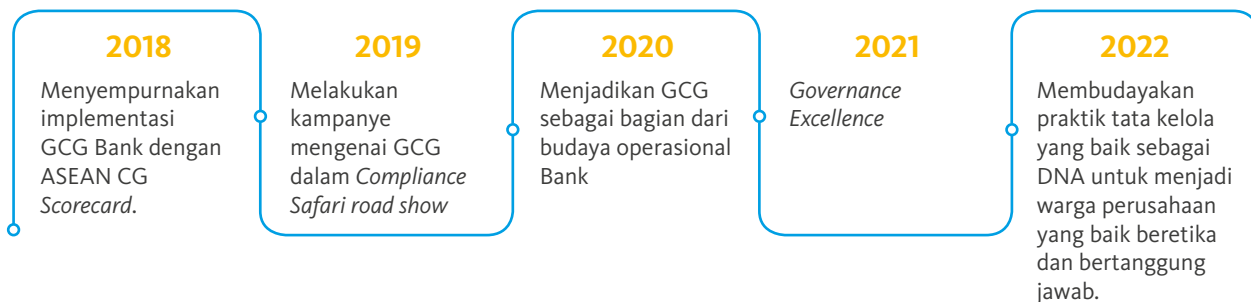 2018
Menyempurnakan
implementasi
GCG Bank dengan
ASEAN CG
Scorecard.
2019
Melakukan
kampanye
mengenai GCG
dalam Compliance
Safari road show
2020
Menjadikan GCG
sebagai bagian dari
budaya operasional
Bank
2021
Governance
Excellence
2022
Membudayakan
praktik tata kelola
yang baik sebagai
DNA untuk menjadi
warga perusahaan
yang baik beretika
dan bertanggung
jawab.